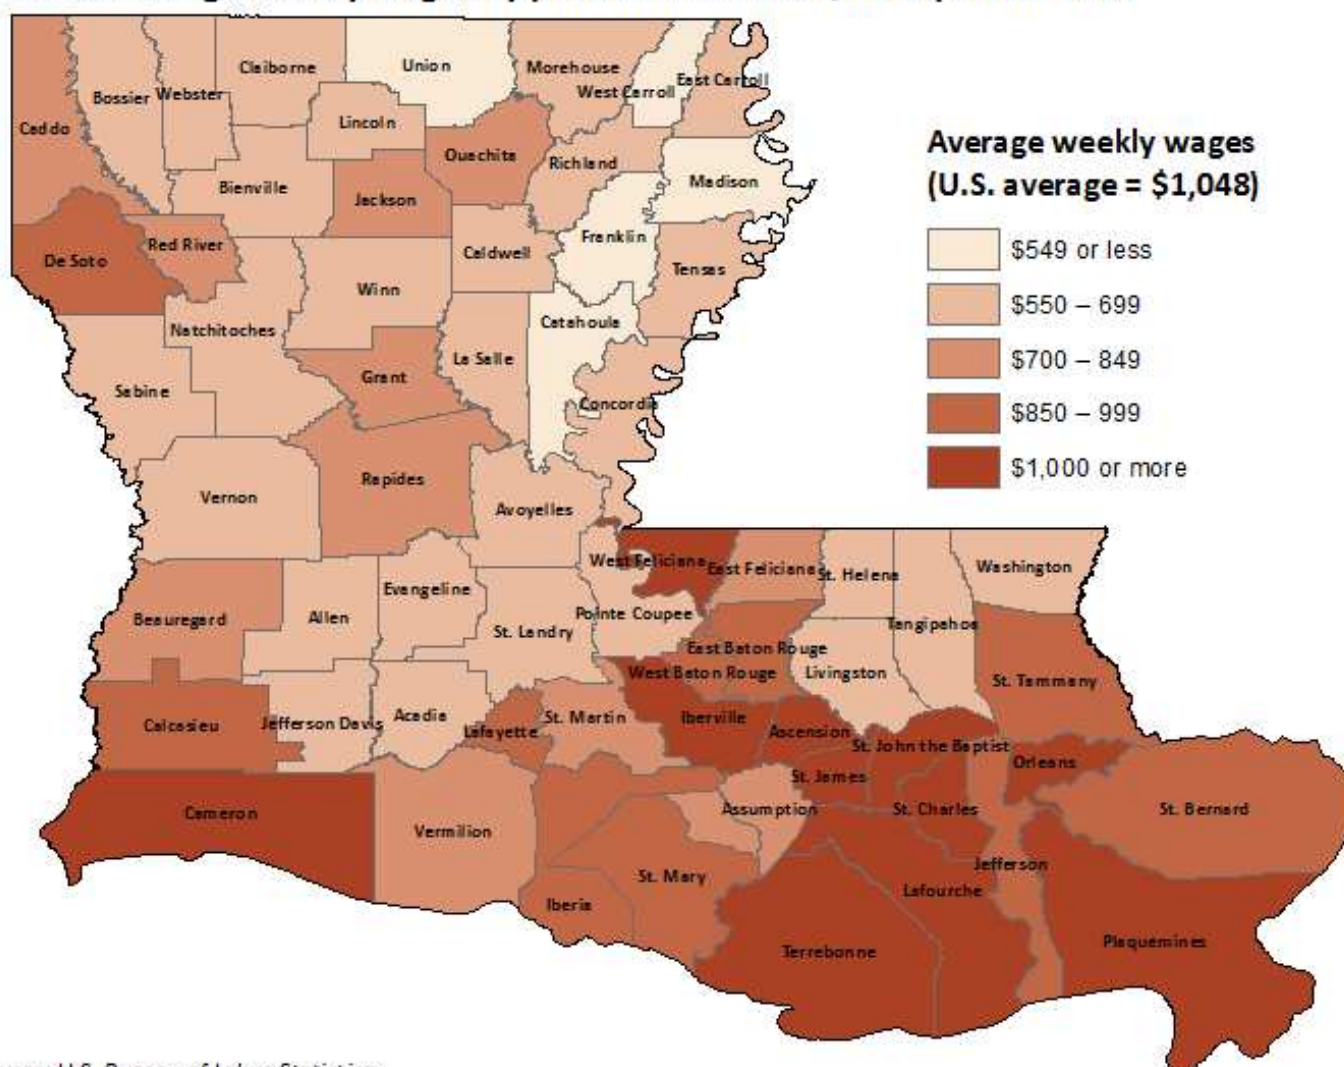 Average weekly wages
(U.S. average = $1,048)
$549 or less
$550 – 699
$700 – 849
$850 – 999
$1,000 or more
Union
Claiborne
Morehouse
Bossier
Webster
West Carroll
East Carroll
Caddo
Lincoln
Ouachita
Richland
Madison
Bienville
Jackson
Franklin
Red River
De Soto
Caldwell
Tensas
Winn
Natchitoches
Catahoula
La Salle
Grant
Sabine
Concordia
Rapides
Vernon
Avoyelles
West Feliciana
East Feliciana
St. Helena
Washington
Evangeline
Beauregard
Allen
Pointe Coupee
Tangipahoa
St. Landry
East Baton Rouge
West Baton Rouge
Livingston
St. Tammany
Calcasieu
Jefferson Davis
Acadia
Lafayette
St. Martin
Iberville
Ascension
St. John the Baptist
Orleans
St. James
Cameron
Assumption
St. Charles
St. Bernard
Vermilion
Jefferson
St. Mary
Lafourche
Iberia
Terrebonne
Plaquemines